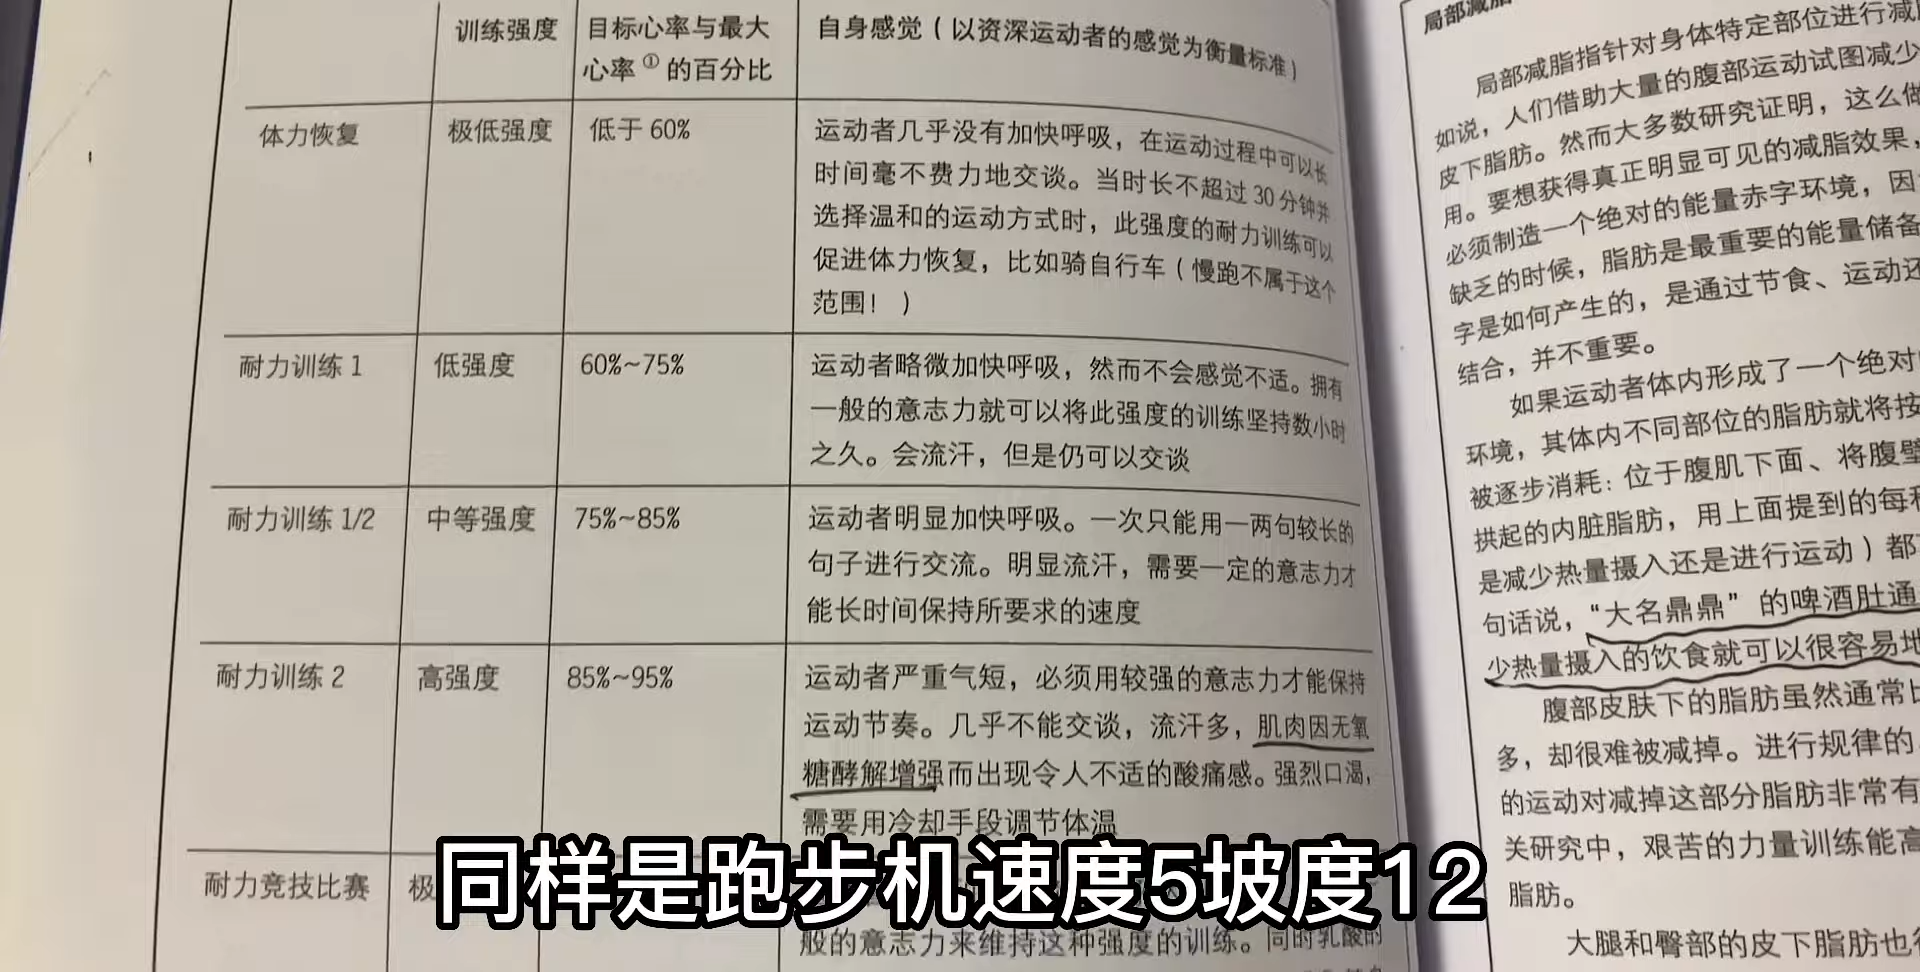 训练强度
目标心率与最大
心率①的百分比
自身感觉（以资深运动者的感觉为衡量标准）
体力恢复
极低强度
低于60%
运动者几乎没有加快呼吸，在运动过程中可以长
时间毫不费力地交谈。当时长不超过30分钟并
选择温和的运动方式时，此强度的耐力训练可以
促进体力恢复，比如骑自行车（慢跑不属于这个
范围！）
耐力训练1
低强度
60%~75%
运动者略微加快呼吸，然而不会感觉不适。拥有
一般的意志力就可以将此强度的训练坚持数小时
之久。会流汗，但是仍可以交谈
耐力训练1/2
中等强度
75%~85%
运动者明显加快呼吸。一次只能用一两句较长的
句子进行交流。明显流汗，需要一定的意志力才
能长时间保持所要求的速度
耐力训练2
高强度
85%~95%
运动者严重气短，必须用较强的意志力才能保持
运动节奏。几乎不能交谈，流汗多，肌肉因无氧
糖酵解增强而出现令人不适的酸痛感。强烈口渴，
需要用冷却手段调节体温
耐力竞技比赛
极
般的意志力来维持这种强度的训练。同时乳酸的
局部减脂
局部减脂指针对身体特定部位进行减
如说，人们借助大量的腹部运动试图减少
皮下脂肪。然而大多数研究证明，这么做
用。要想获得真正明显可见的减脂效果，
必须制造一个绝对的能量赤字环境，因
缺乏的时候，脂肪是最重要的能量储备
字是如何产生的，是通过节食、运动还
结合，并不重要。
如果运动者体内形成了一个绝对
环境，其体内不同部位的脂肪就将按
被逐步消耗：位于腹肌下面、将腹壁
拱起的内脏脂肪，用上面提到的每种
是减少热量摄入还是进行运动）都
句话说，“大名鼎鼎”的啤酒肚通
少热量摄入的饮食就可以很容易地
腹部皮肤下的脂肪虽然通常比
多，却很难被减掉。进行规律的
的运动对减掉这部分脂肪非常有
关研究中，艰苦的力量训练能高
脂肪。
大腿和臀部的皮下脂肪也
同样是跑步机速度5坡度12